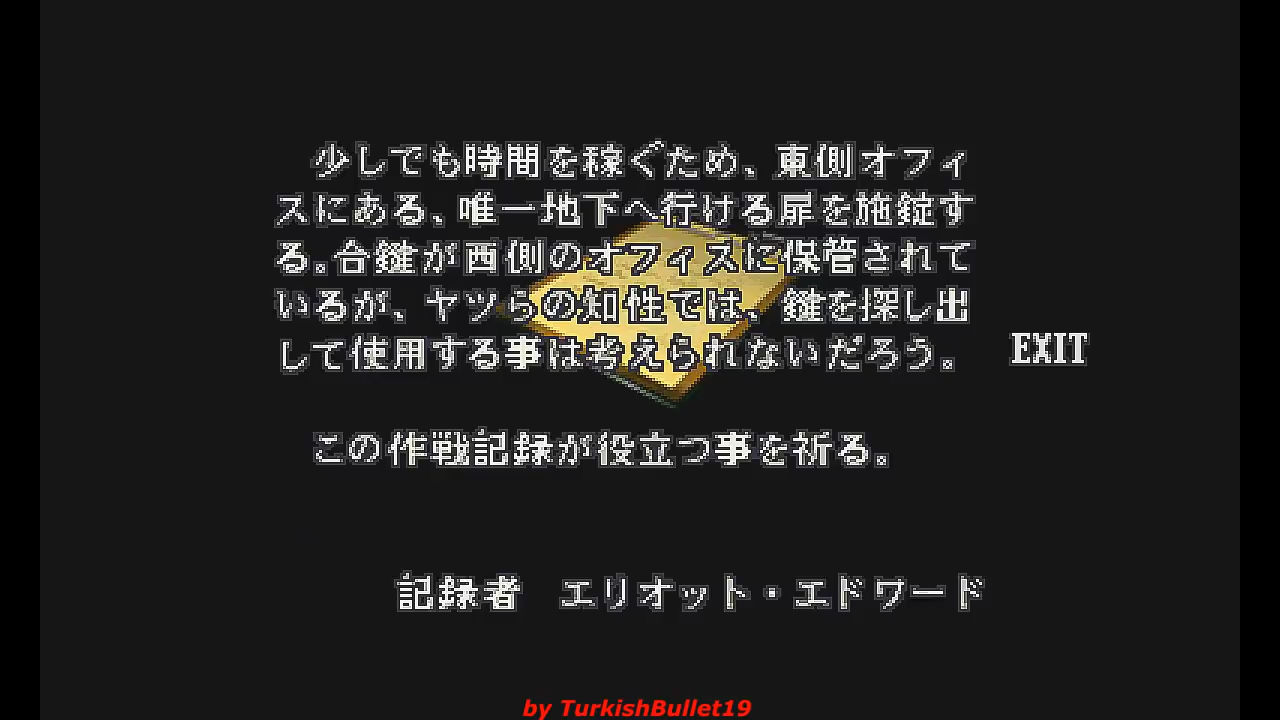 少しでも時間を稼ぐため、東側オフィ
スにある、唯一地下へ行ける扉を施錠す
る。合鍵が西側のオフィスに保管されて
いるが、ヤツらの知性では、鍵を探し出
して使用する事は考えられないだろう。
EXIT
この作戦記録が役立つ事を祈る。
記録者　エリオット・エドワード
by TurkishBullet19